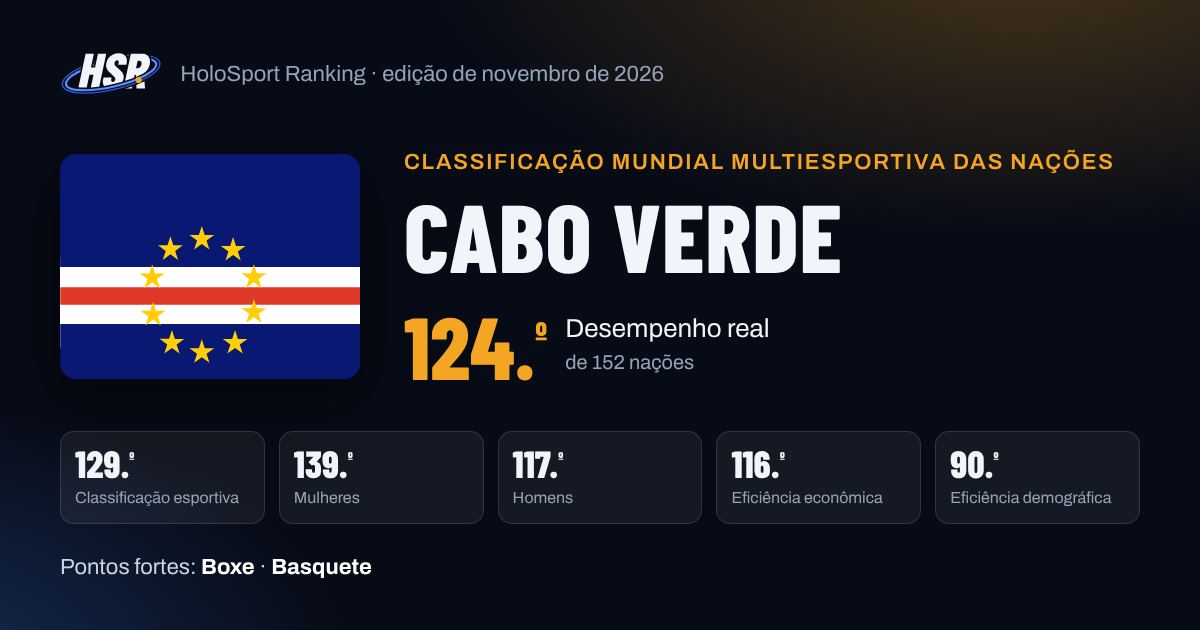 HSR
HoloSport Ranking · edição de novembro de 2026
CLASSIFICAÇÃO MUNDIAL MULTIESPORTIVA DAS NAÇÕES
CABO VERDE
124.º
Desempenho real
de 152 nações
129.º
Classificação esportiva
139.º
Mulheres
117.º
Homens
116.º
Eficiência econômica
90.º
Eficiência demográfica
Pontos fortes: Boxe · Basquete